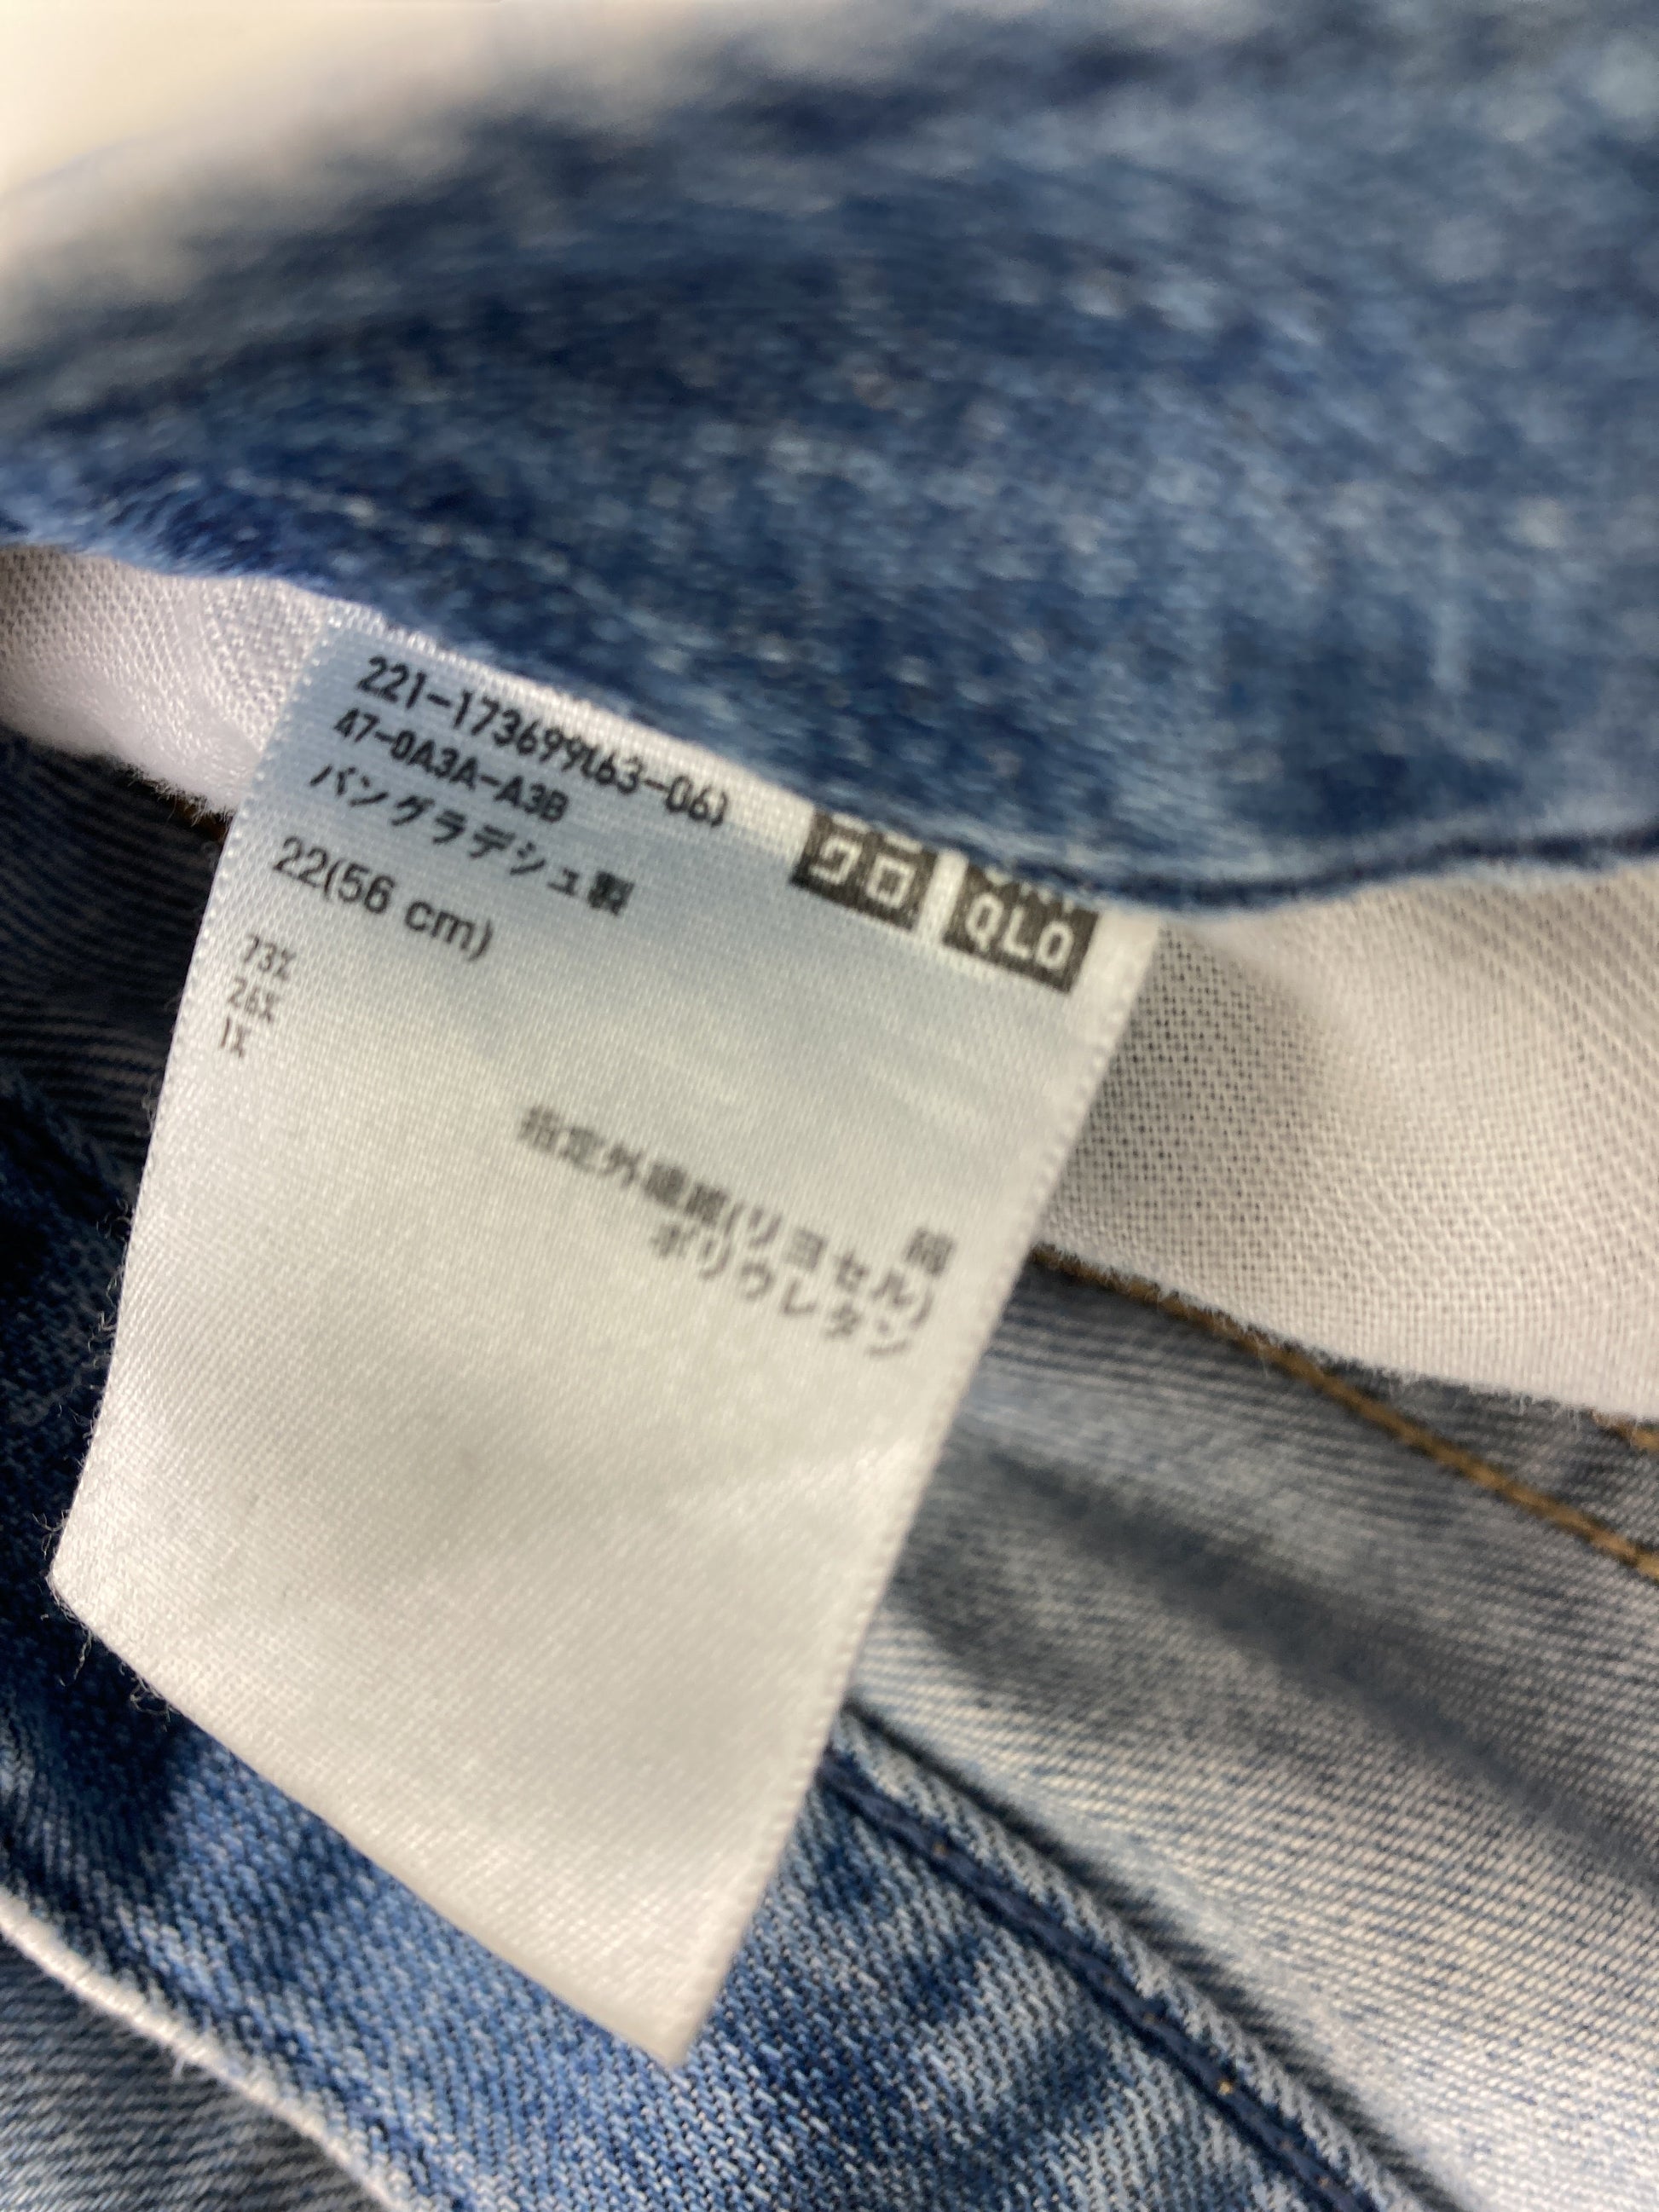 221-173699(63-06)
47-0A3A-A3B
バングラデシュ製
22(56 cm)
クロ
QLO
73%
26%
1%
綿
指定外繊維(リヨセル)
ポリウレタン